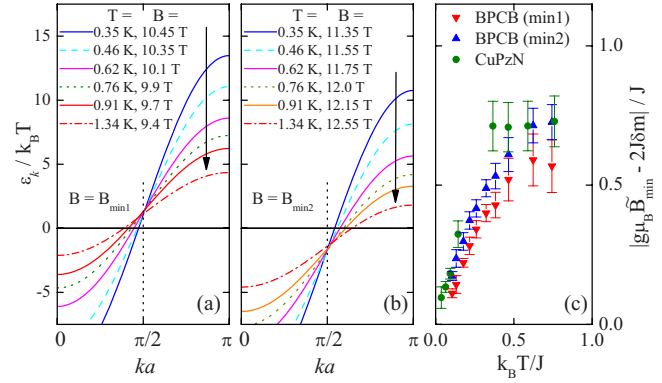 T = B =
0.35 K, 10.45 T
0.46 K, 10.35 T
0.62 K, 10.1 T
0.76 K, 9.9 T
0.91 K, 9.7 T
1.34 K, 9.4 T
15
10
5
0
-5
ε_k / k_B T
B = B_min1
(a)
0 π/2 π
ka
T = B =
0.35 K, 11.35 T
0.46 K, 11.55 T
0.62 K, 11.75 T
0.76 K, 12.0 T
0.91 K, 12.15 T
1.34 K, 12.55 T
B = B_min2
(b)
0 π/2 π
ka
BPCB (min1)
BPCB (min2)
CuPzN
(c)
0.0 0.5 1.0
k_B T/J
1.0
0.5
0.0
|gμ_B B̃_min - 2Jδm| / J